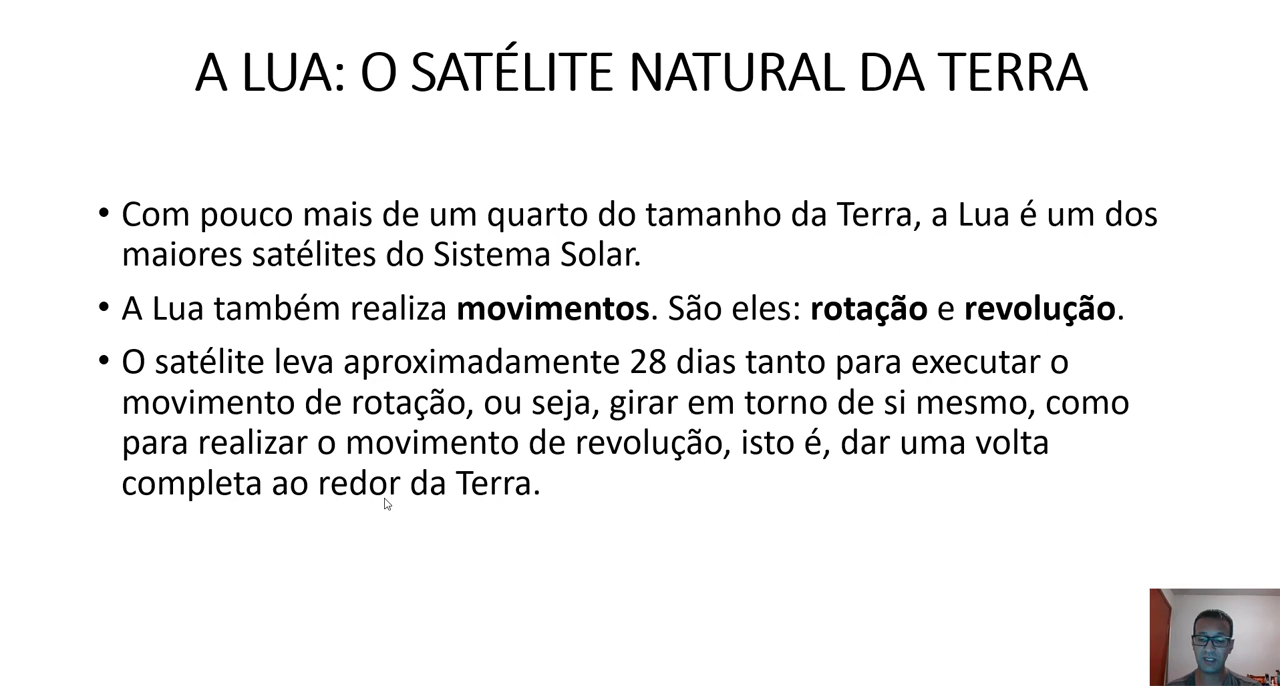 A LUA: O SATÉLITE NATURAL DA TERRA
• Com pouco mais de um quarto do tamanho da Terra, a Lua é um dos
maiores satélites do Sistema Solar.
• A Lua também realiza movimentos. São eles: rotação e revolução.
• O satélite leva aproximadamente 28 dias tanto para executar o
movimento de rotação, ou seja, girar em torno de si mesmo, como
para realizar o movimento de revolução, isto é, dar uma volta
completa ao redor da Terra.